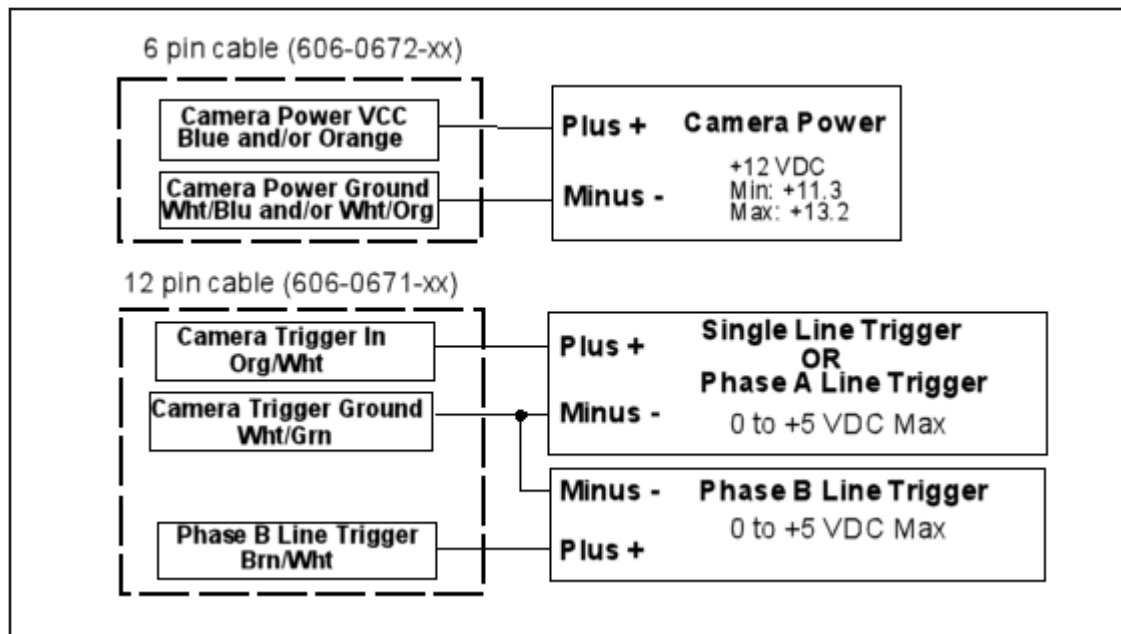 6 pin cable (606-0672-xx)
Camera Power VCC
Blue and/or Orange
Camera Power Ground
Wht/Blu and/or Wht/Org
Plus +
Camera Power
+12 VDC
Min: +11.3
Max: +13.2
Minus -
12 pin cable (606-0671-xx)
Camera Trigger In
Org/Wht
Camera Trigger Ground
Wht/Grn
Phase B Line Trigger
Brn/Wht
Plus +
Single Line Trigger
OR
Phase A Line Trigger
Minus -
0 to +5 VDC Max
Minus -
Phase B Line Trigger
0 to +5 VDC Max
Plus +